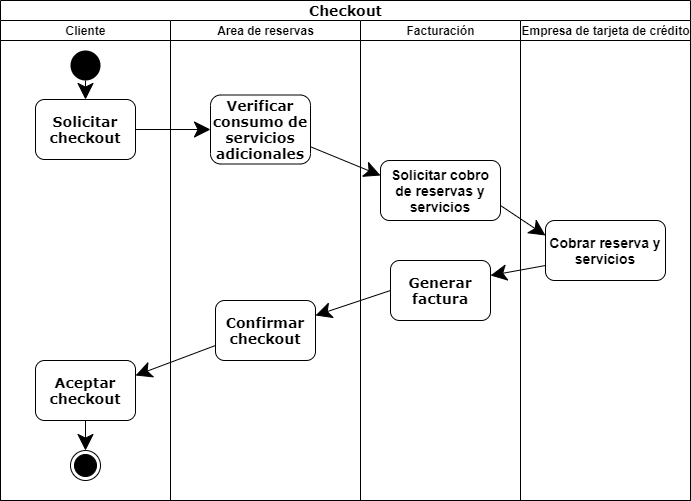 Checkout
Cliente
Area de reservas
Facturación
Empresa de tarjeta de crédito
Solicitar
checkout
Verificar
consumo de
servicios
adicionales
Solicitar cobro
de reservas y
servicios
Cobrar reserva y
servicios
Generar
factura
Confirmar
checkout
Aceptar
checkout